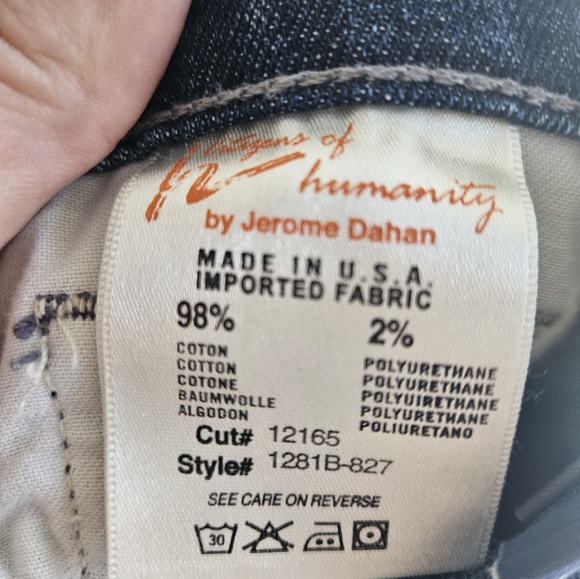 Citizens of
humanity
by Jerome Dahan
MADE IN U.S.A.
IMPORTED FABRIC
98% 2%
COTON
COTTON
COTONE
BAUMWOLLE
ALGODON
POLYURETHANE
POLYURETHANE
POLYUIRETHANE
POLYURETHANE
POLIURETANO
Cut# 12165
Style# 1281B-827
SEE CARE ON REVERSE
30